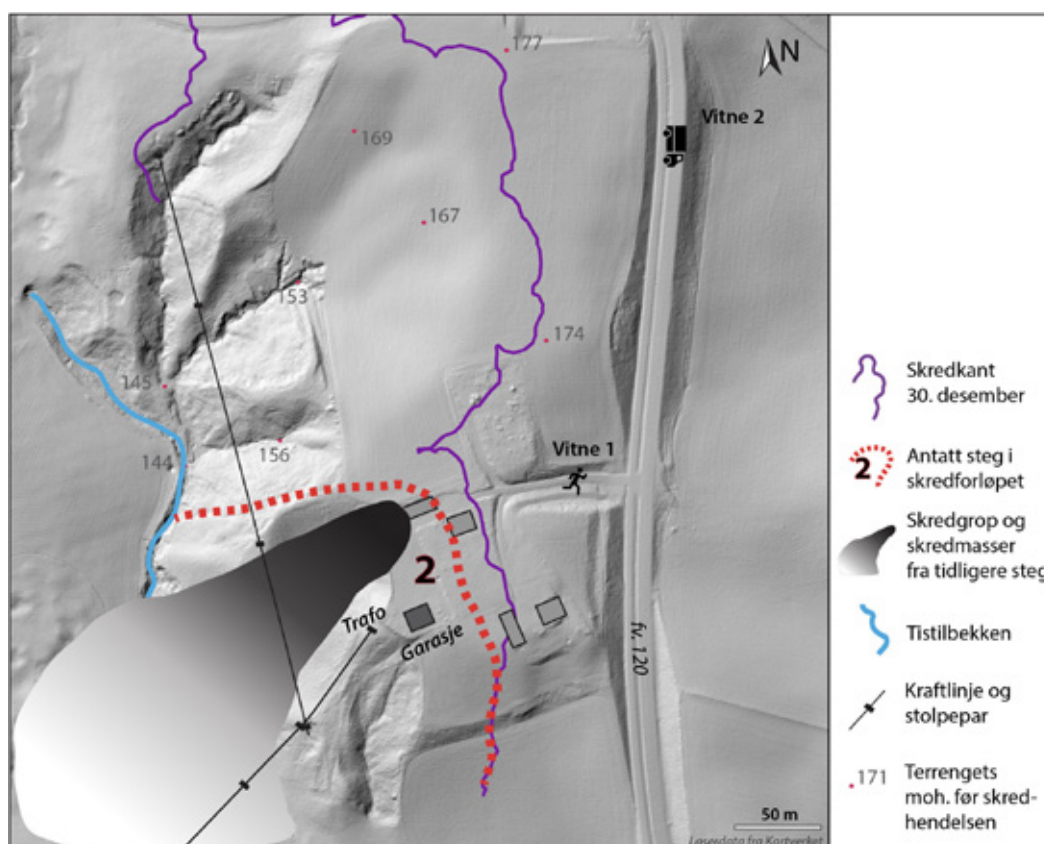 177
N
Vitne 2
169
167
153
174
145
Vitne 1
144
156
2
Trafo
Garasje
fv. 120
50 m
Laserdata fra Kartverket
Skredkant
30. desember
2
Antatt steg i
skredforløpet
Skredgrop og
skredmasser
fra tidligere steg
Tistilbekken
Kraftlinje og
stolpepar
171
Terrengets
moh. før skred-
hendelsen